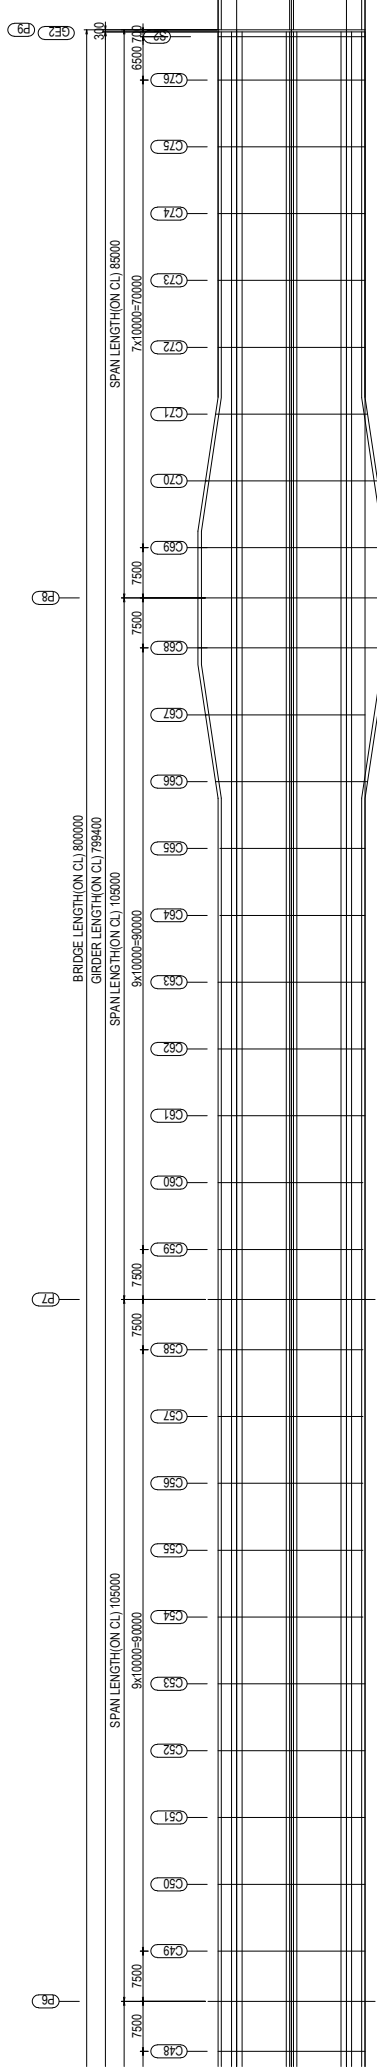 P9
GE2
300
6500 700
S2
C76
C75
C74
SPAN LENGTH(ON CL) 85000
7x10000=70000
C73
C72
C71
C70
C69
7500
P8
7500
C68
C67
C66
C65
BRIDGE LENGTH(ON CL) 800000
GIRDER LENGTH(ON CL) 799400
SPAN LENGTH(ON CL) 105000
9x10000=90000
C64
C63
C62
C61
C60
C59
7500
P7
7500
C58
C57
C56
C55
SPAN LENGTH(ON CL) 105000
9x10000=90000
C54
C53
C52
C51
C50
C49
7500
P6
7500
C48